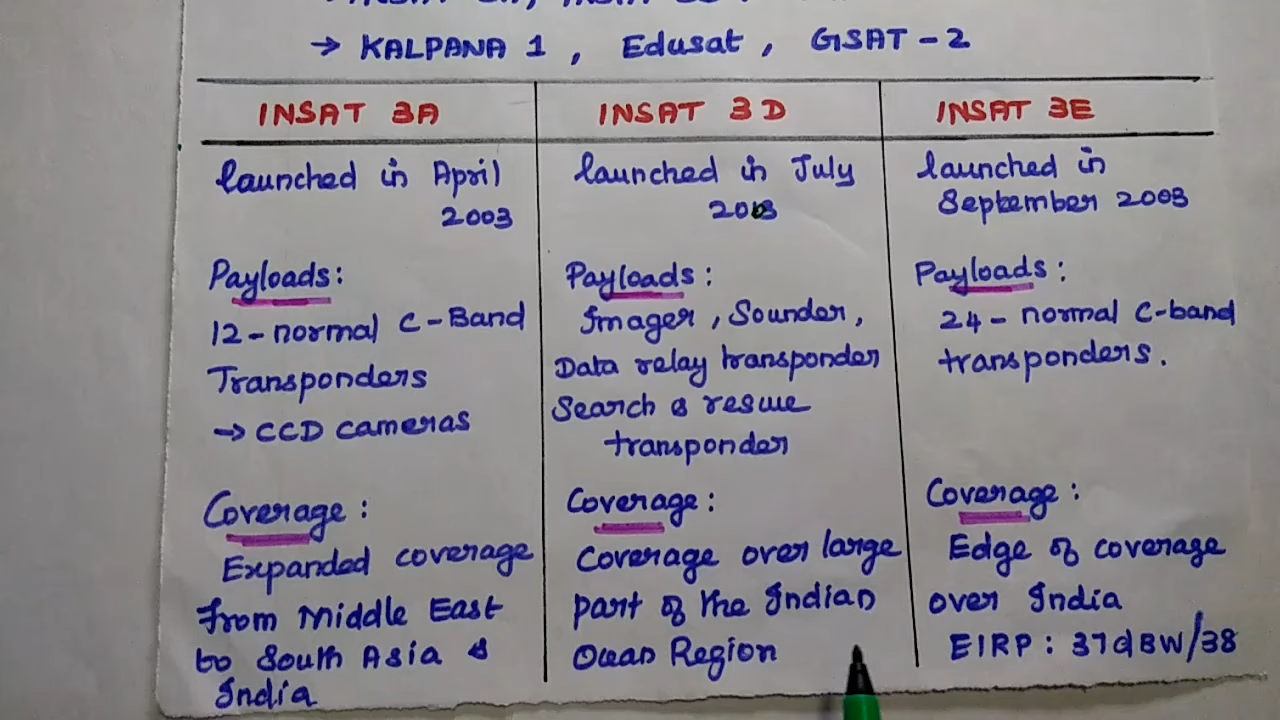 → KALPANA 1 , Edusat , GSAT - 2
INSAT 3A
launched in April
2003
Payloads:
12 - normal C-Band
Transponders
→ CCD cameras
Coverage :
Expanded coverage
from Middle East
to South Asia &
India
INSAT 3D
launched in July
2013
Payloads :
Imager , Sounder ,
Data relay transponder
Search & resue
transponder
Coverage :
Coverage over large
part of the Indian
Ocean Region
INSAT 3E
launched in
September 2003
Payloads :
24 - normal C-band
transponders.
Coverage :
Edge of coverage
over India
EIRP : 37dBW/38